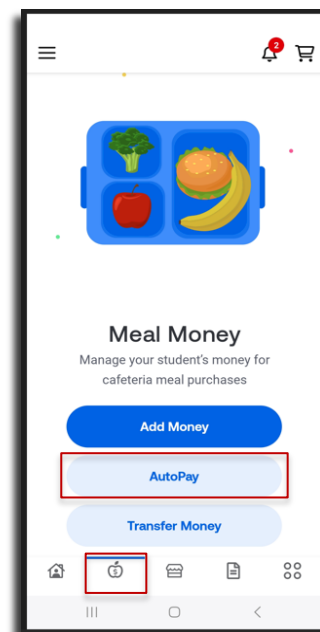 2
Meal Money
Manage your student's money for
cafeteria meal purchases
Add Money
AutoPay
Transfer Money